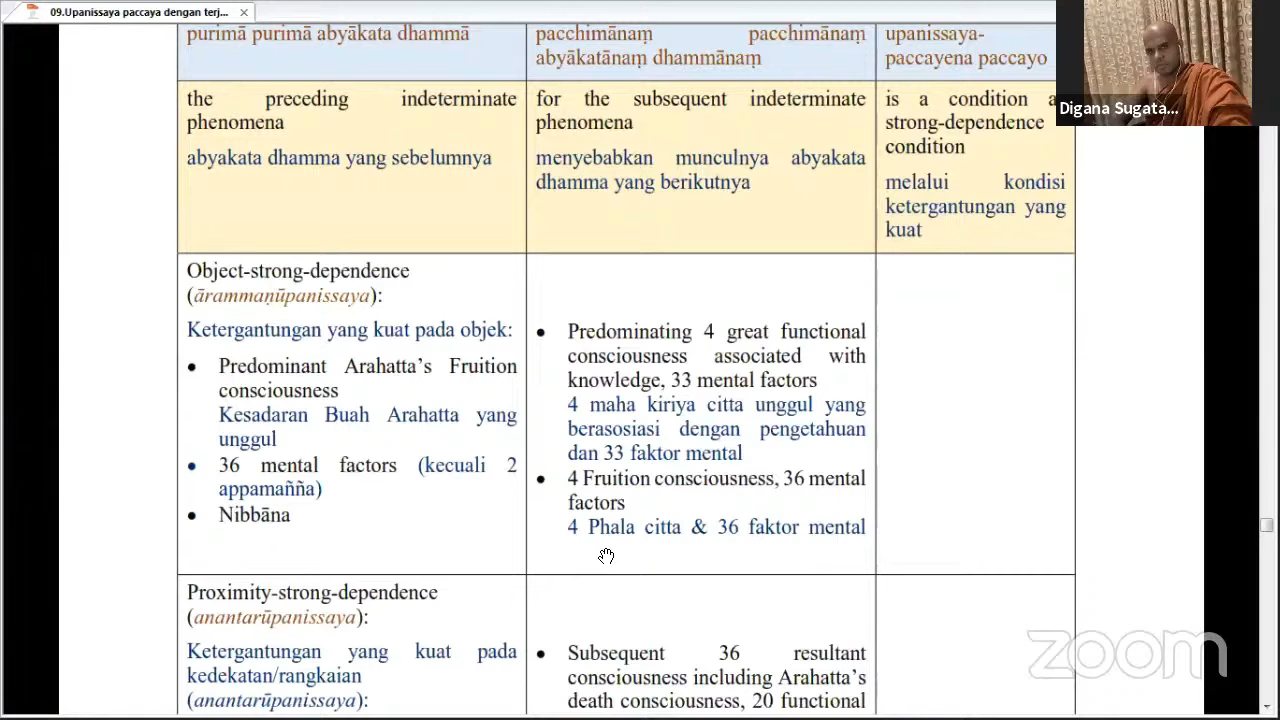 09.Upanissaya paccaya dengan terj...
purimā purimā abyākata dhammā
pacchimānaṃ pacchimānaṃ
abyākatānaṃ dhammānaṃ
upanissaya-
paccayena paccayo
the preceding indeterminate
phenomena
abyakata dhamma yang sebelumnya
for the subsequent indeterminate
phenomena
menyebabkan munculnya abyakata
dhamma yang berikutnya
is a condition a
strong-dependence
condition
melalui kondisi
ketergantungan yang
kuat
Digana Sugata...
Object-strong-dependence
(ārammaṇūpanissaya):
Ketergantungan yang kuat pada objek:
• Predominant Arahatta’s Fruition
consciousness
Kesadaran Buah Arahatta yang
unggul
• 36 mental factors (kecuali 2
appamañña)
• Nibbāna
• Predominating 4 great functional
consciousness associated with
knowledge, 33 mental factors
4 maha kiriya citta unggul yang
berasosiasi dengan pengetahuan
dan 33 faktor mental
• 4 Fruition consciousness, 36 mental
factors
4 Phala citta & 36 faktor mental
Proximity-strong-dependence
(anantarūpanissaya):
Ketergantungan yang kuat pada
kedekatan/rangkaian
(anantarūpanissaya):
• Subsequent 36 resultant
consciousness including Arahatta’s
death consciousness, 20 functional
zoom